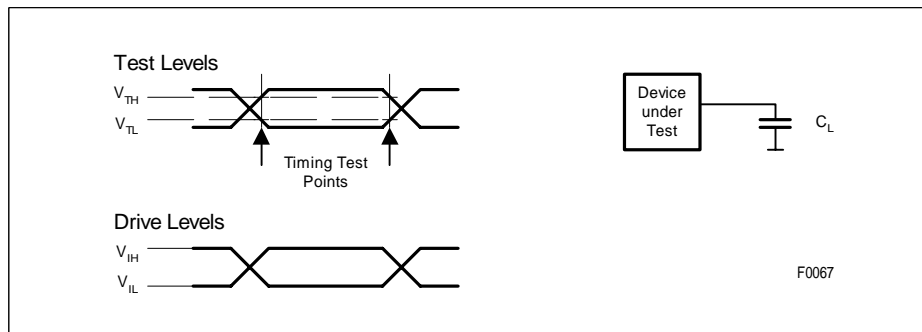 Test Levels
V_TH
V_TL
Timing Test
Points
Device
under
Test
C_L
Drive Levels
V_IH
V_IL
F0067